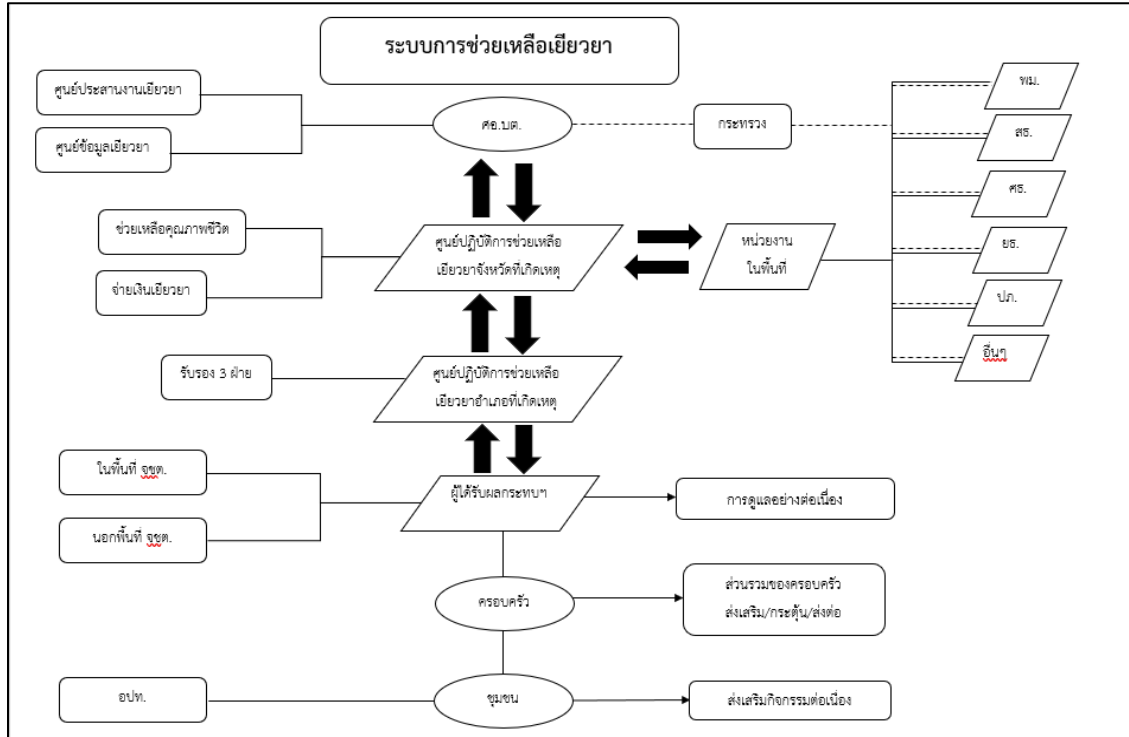 ระบบการช่วยเหลือเยียวยา
ศูนย์ประสานงานเยียวยา
ศูนย์ข้อมูลเยียวยา
ศอ.บต.
กระทรวง
พม.
สธ.
ศธ.
ยธ.
ปภ.
อื่นๆ
ช่วยเหลือคุณภาพชีวิต
จ่ายเงินเยียวยา
ศูนย์ปฏิบัติการช่วยเหลือ
เยียวยาจังหวัดที่เกิดเหตุ
หน่วยงาน
ในพื้นที่
รับรอง 3 ฝ่าย
ศูนย์ปฏิบัติการช่วยเหลือ
เยียวยาอำเภอที่เกิดเหตุ
ในพื้นที่ จชต.
นอกพื้นที่ จชต.
ผู้ได้รับผลกระทบฯ
การดูแลอย่างต่อเนื่อง
ครอบครัว
ส่วนรวมของครอบครัว
ส่งเสริม/กระตุ้น/ส่งต่อ
อปท.
ชุมชน
ส่งเสริมกิจกรรมต่อเนื่อง